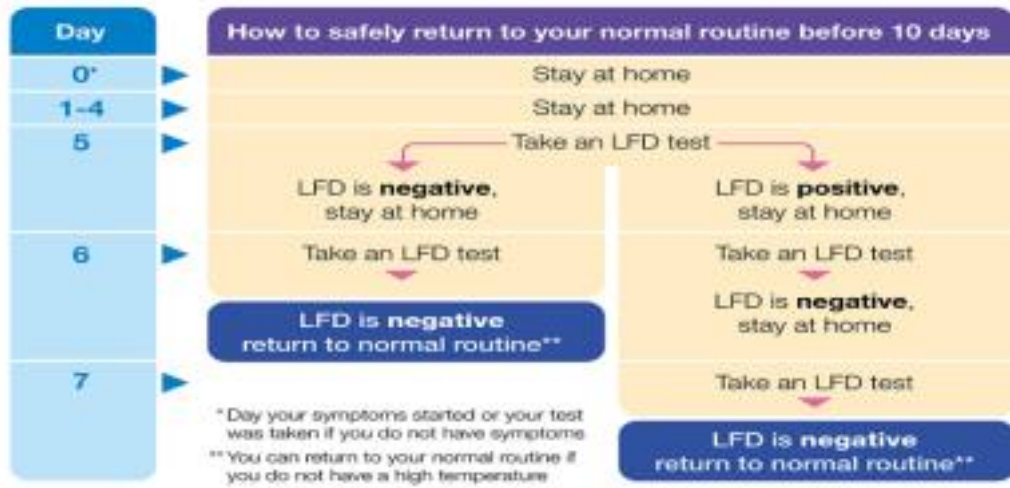 Day
How to safely return to your normal routine before 10 days
0*
Stay at home
1-4
Stay at home
5
Take an LFD test
LFD is negative,
stay at home
LFD is positive,
stay at home
6
Take an LFD test
LFD is negative
return to normal routine**
Take an LFD test
LFD is negative,
stay at home
7
Take an LFD test
LFD is negative
return to normal routine**
* Day your symptoms started or your test
was taken if you do not have symptoms
** You can return to your normal routine if
you do not have a high temperature